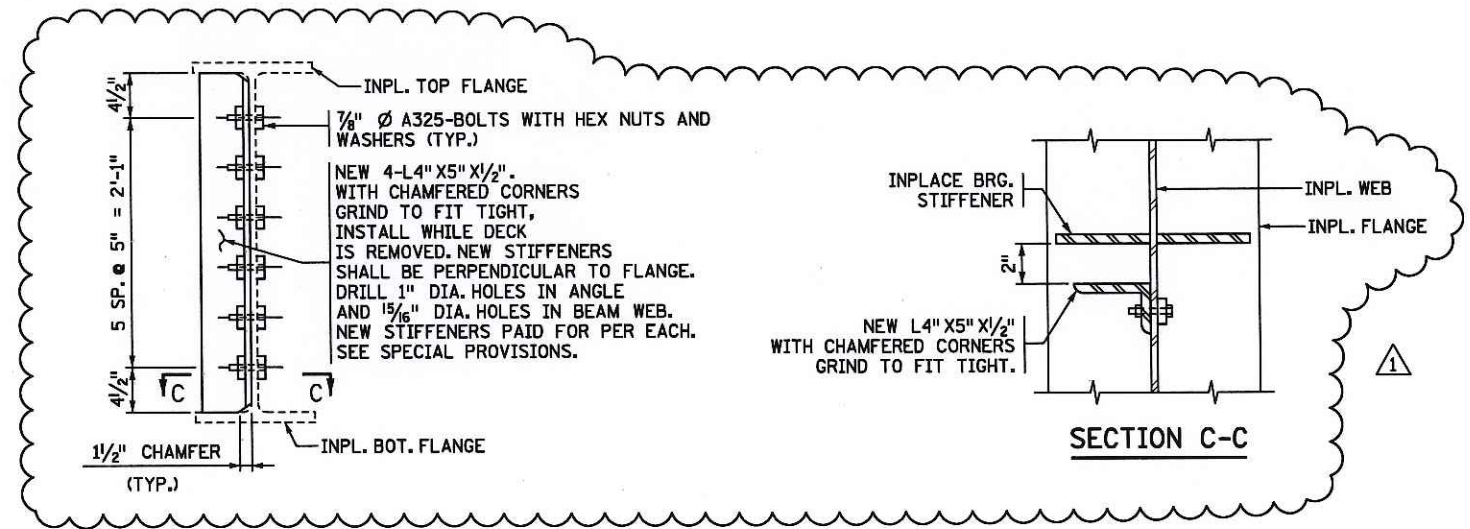 INPL. TOP FLANGE
4½"
⅞" Ø A325-BOLTS WITH HEX NUTS AND
WASHERS (TYP.)
NEW 4-L4"X5"X½".
WITH CHAMFERED CORNERS
GRIND TO FIT TIGHT,
INSTALL WHILE DECK
IS REMOVED. NEW STIFFENERS
SHALL BE PERPENDICULAR TO FLANGE.
DRILL 1" DIA. HOLES IN ANGLE
AND 15/16" DIA. HOLES IN BEAM WEB.
NEW STIFFENERS PAID FOR PER EACH.
SEE SPECIAL PROVISIONS.
5 SP. @ 5" = 2'-1"
4½"
C
C
INPL. BOT. FLANGE
1½" CHAMFER
(TYP.)
INPLACE BRG.
STIFFENER
INPL. WEB
INPL. FLANGE
2"
NEW L4"X5"X½"
WITH CHAMFERED CORNERS
GRIND TO FIT TIGHT.
SECTION C-C
1